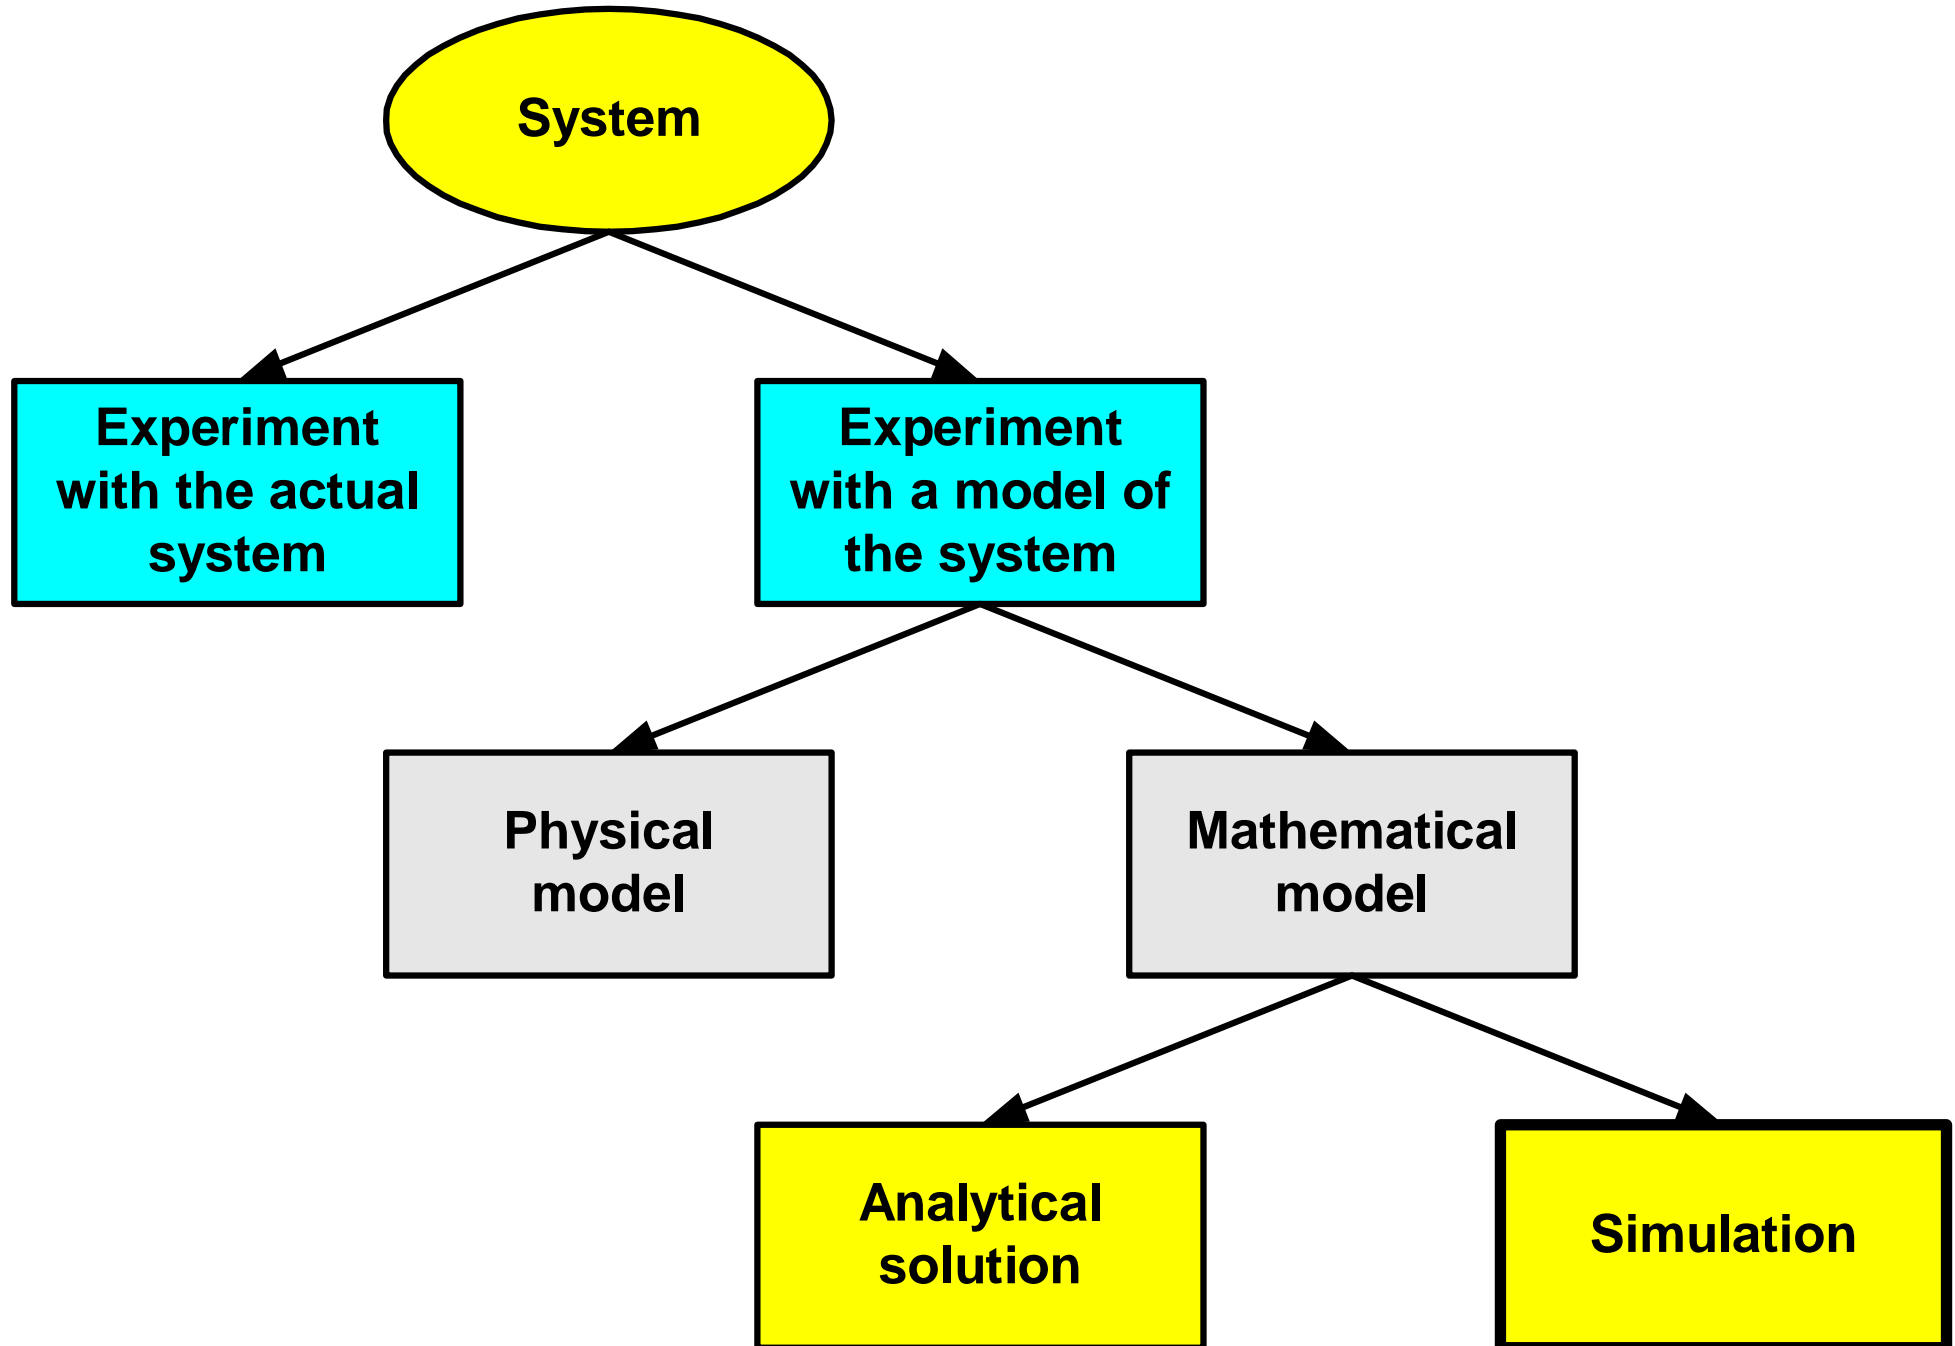 System
Experiment
with the actual
system
Experiment
with a model of
the system
Physical
model
Mathematical
model
Analytical
solution
Simulation